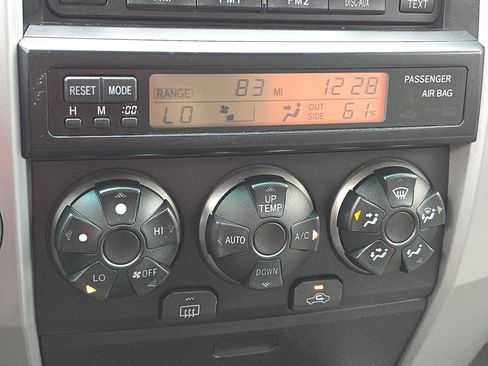 FM1 FM2 DISC·AUX TEXT
RESET MODE
H M :00
RANGE 83 MI 12:28
LO OUT SIDE 61°F
PASSENGER
AIR BAG
HI
LO OFF
UP
TEMP
AUTO A/C
DOWN